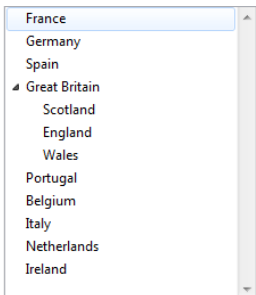 France
Germany
Spain
Great Britain
Scotland
England
Wales
Portugal
Belgium
Italy
Netherlands
Ireland